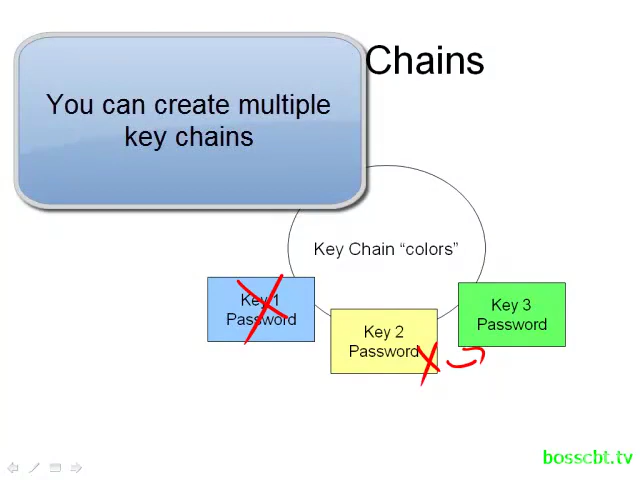 Chains
You can create multiple
key chains
Key Chain “colors”
Key 1
Password
Key 2
Password
Key 3
Password
bosscbt.tv